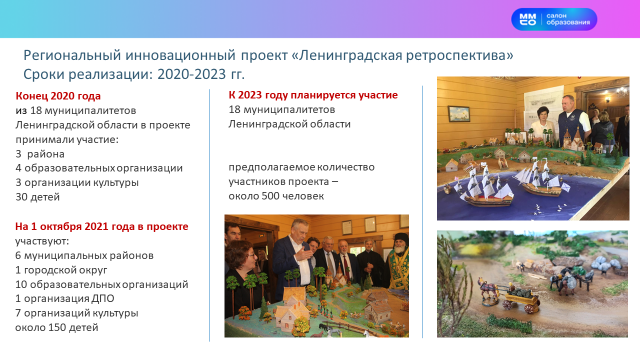 ММСО
салон
образования
Региональный инновационный проект «Ленинградская ретроспектива»
Сроки реализации: 2020-2023 гг.
Конец 2020 года
из 18 муниципалитетов
Ленинградской области в проекте
принимали участие:
3 района
4 образовательных организации
3 организации культуры
30 детей
На 1 октября 2021 года в проекте
участвуют:
6 муниципальных районов
1 городской округ
10 образовательных организаций
1 организация ДПО
7 организаций культуры
около 150 детей
К 2023 году планируется участие
18 муниципалитетов
Ленинградской области
предполагаемое количество
участников проекта –
около 500 человек